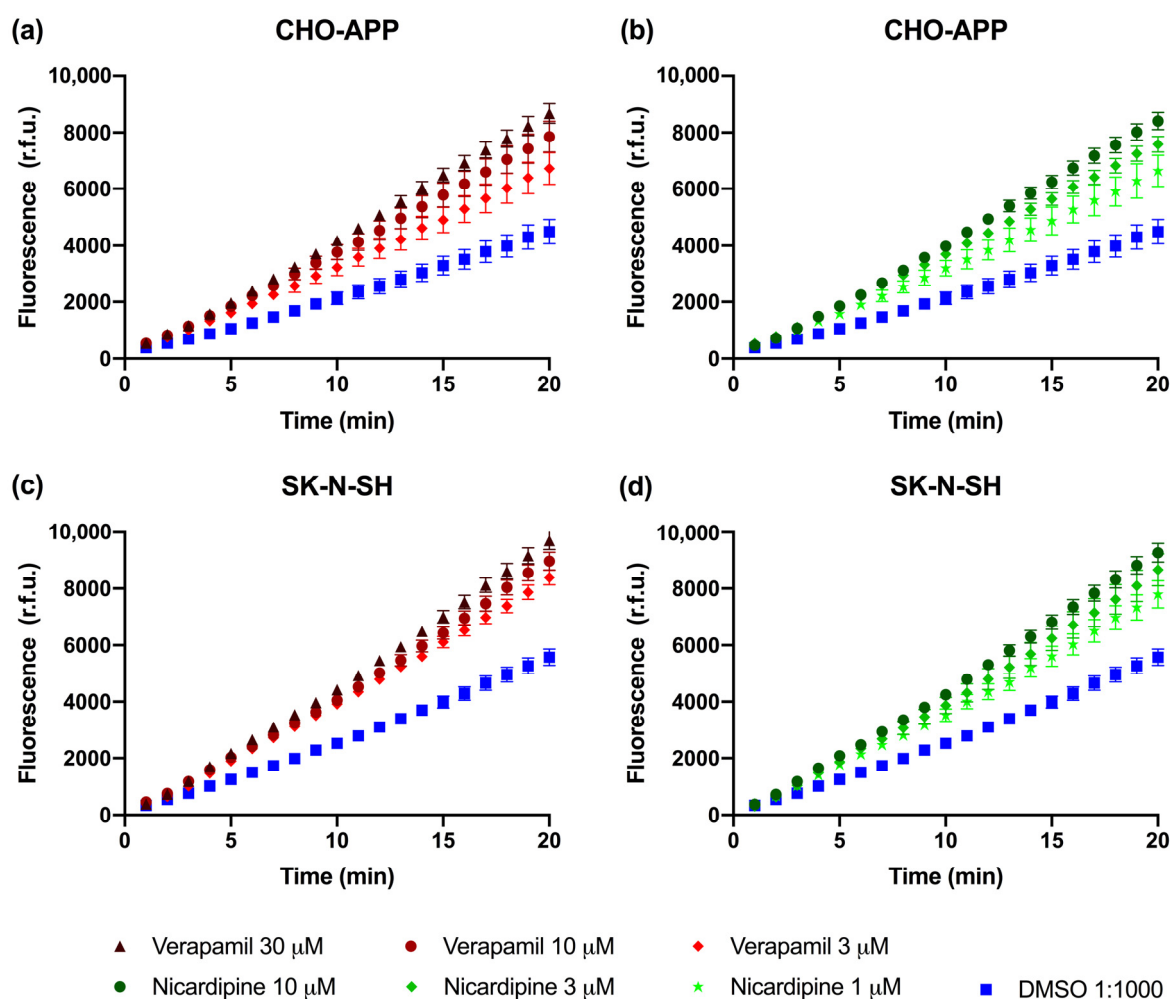 (a) CHO-APP
10,000
8000
6000
4000
2000
0
Fluorescence (r.f.u.)
0 5 10 15 20
Time (min)
(b) CHO-APP
10,000
8000
6000
4000
2000
0
Fluorescence (r.f.u.)
0 5 10 15 20
Time (min)
(c) SK-N-SH
10,000
8000
6000
4000
2000
0
Fluorescence (r.f.u.)
0 5 10 15 20
Time (min)
(d) SK-N-SH
10,000
8000
6000
4000
2000
0
Fluorescence (r.f.u.)
0 5 10 15 20
Time (min)
Verapamil 30 μM Verapamil 10 μM Verapamil 3 μM
Nicardipine 10 μM Nicardipine 3 μM Nicardipine 1 μM DMSO 1:1000